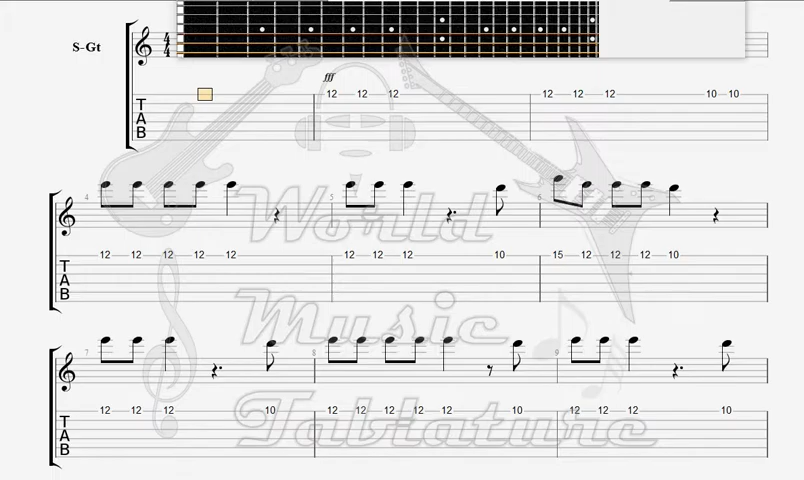 S-Gt
4
4
fff
12 12 12 12 12 12 10 10
T
A
B
4 5 6
12 12 12 12 12 12 12 12 10 15 12 12 12 10
T
A
B
World
7 8 9
Music
12 12 12 10 12 12 12 12 12 10 12 12 12 10
T
A
B
Tablature